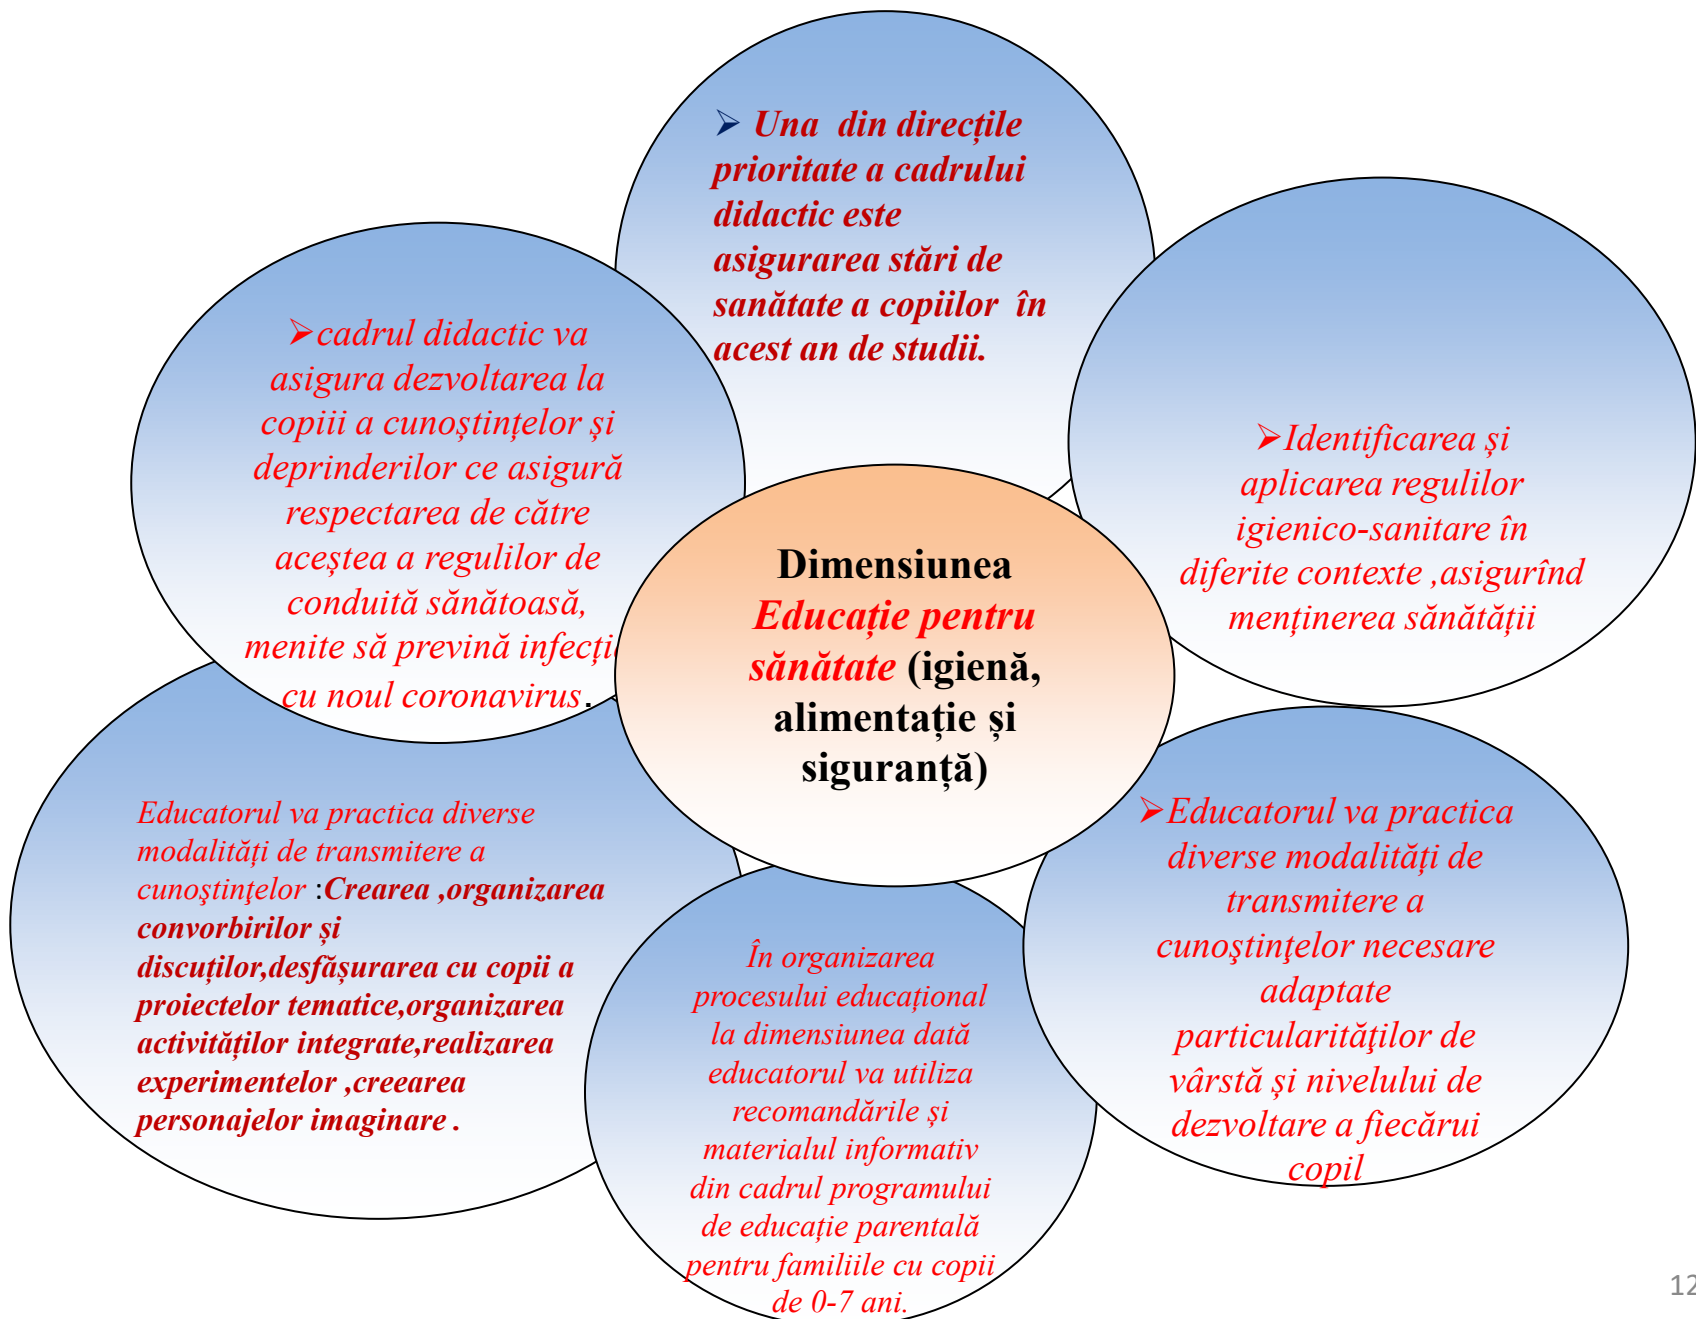 ➢ Una din direcțile
prioritate a cadrului
didactic este
asigurarea stări de
sanătate a copiilor în
acest an de studii.
➢Identificarea și
aplicarea regulilor
igienico-sanitare în
diferite contexte ,asigurînd
menținerea sănătății
➢cadrul didactic va
asigura dezvoltarea la
copiii a cunoștințelor și
deprinderilor ce asigură
respectarea de către
aceștea a regulilor de
conduită sănătoasă,
menite să prevină
cu noul coronavirus.
Dimensiunea
Educație pentru
sănătate (igienă,
alimentație și
siguranță)
➢Educatorul va practica
diverse modalități de
transmitere a
cunoştinţelor necesare
adaptate
particularităţilor de
vârstă și nivelului de
dezvoltare a fiecărui
copil
Educatorul va practica diverse
modalități de transmitere a
cunoştinţelor :Crearea ,organizarea
convorbirilor și
discuților,desfășurarea cu copii a
proiectelor tematice,organizarea
activităților integrate,realizarea
experimentelor ,creearea
personajelor imaginare .
În organizarea
procesului educațional
la dimensiunea dată
educatorul va utiliza
recomandările și
materialul informativ
din cadrul programului
de educație parentală
pentru familiile cu copii
de 0-7 ani.
12